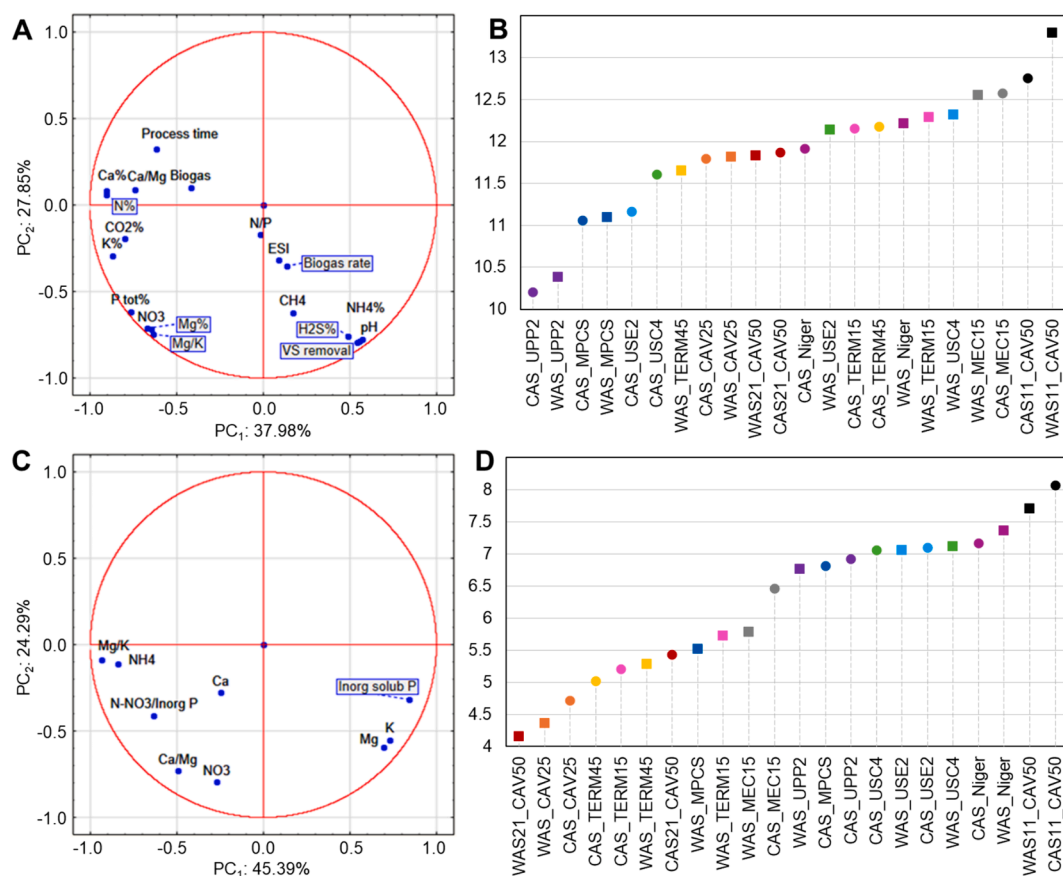 A
1.0
0.5
0.0
-0.5
-1.0
PC2: 27.85%
Process time
Ca%
Ca/Mg
Biogas
N%
CO2%
K%
N/P
ESI
Biogas rate
P tot%
NO3
Mg%
Mg/K
CH4
NH4%
H2S%
pH
VS removal
-1.0 -0.5 0.0 0.5 1.0
PC1: 37.98%
B
13
12.5
12
11.5
11
10.5
10
CAS_UPP2
WAS_UPP2
CAS_MPCS
WAS_MPCS
CAS_USE2
CAS_USC4
WAS_TERM45
CAS_CAV25
WAS_CAV25
WAS21_CAV50
CAS21_CAV50
CAS_Niger
WAS_USE2
CAS_TERM15
CAS_TERM45
WAS_Niger
WAS_TERM15
WAS_USC4
WAS_MEC15
CAS_MEC15
CAS11_CAV50
WAS11_CAV50
C
1.0
0.5
0.0
-0.5
-1.0
PC2: 24.29%
Mg/K
NH4
Ca
N-NO3/Inorg P
Inorg solub P
K
Mg
Ca/Mg
NO3
-1.0 -0.5 0.0 0.5 1.0
PC1: 45.39%
D
8
7.5
7
6.5
6
5.5
5
4.5
4
WAS21_CAV50
WAS_CAV25
CAS_CAV25
CAS_TERM45
CAS_TERM15
WAS_TERM45
CAS21_CAV50
WAS_MPCS
WAS_TERM15
WAS_MEC15
CAS_MEC15
WAS_UPP2
CAS_MPCS
CAS_UPP2
CAS_USC4
WAS_USE2
CAS_USE2
WAS_USC4
CAS_Niger
WAS_Niger
WAS11_CAV50
CAS11_CAV50